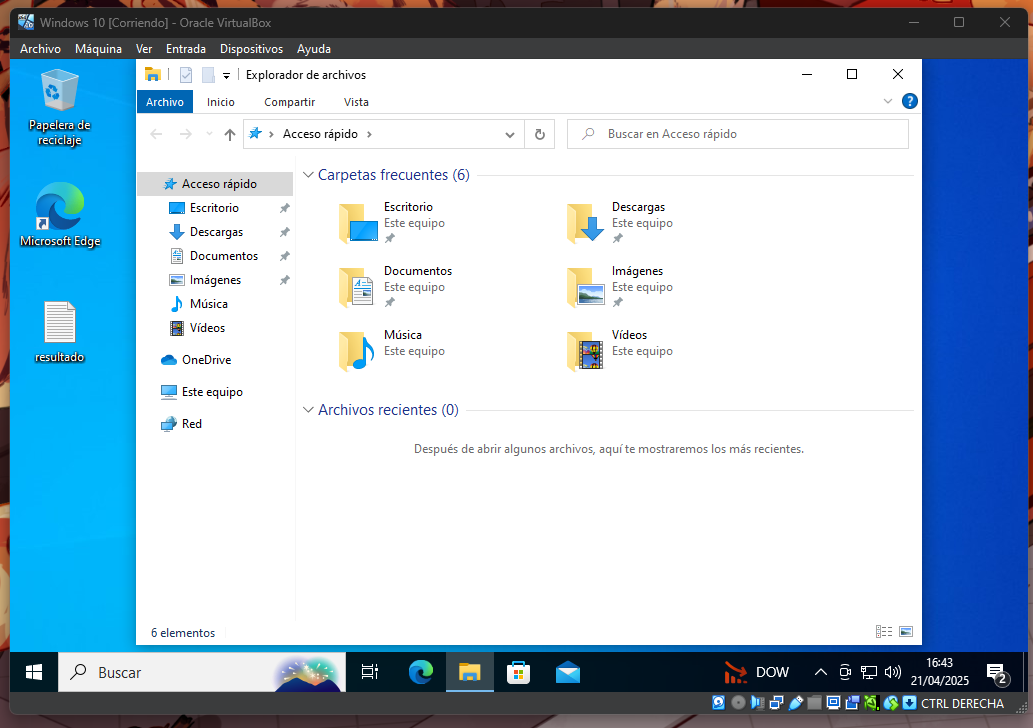 Windows 10 [Corriendo] - Oracle VirtualBox
Archivo Máquina Ver Entrada Dispositivos Ayuda
Papelera de
reciclaje
Microsoft Edge
resultado
Explorador de archivos
Archivo Inicio Compartir Vista
Acceso rápido
Buscar en Acceso rápido
Acceso rápido
Escritorio
Descargas
Documentos
Imágenes
Música
Vídeos
OneDrive
Este equipo
Red
Carpetas frecuentes (6)
Escritorio
Este equipo
Descargas
Este equipo
Documentos
Este equipo
Imágenes
Este equipo
Música
Este equipo
Vídeos
Este equipo
Archivos recientes (0)
Después de abrir algunos archivos, aquí te mostraremos los más recientes.
6 elementos
Buscar
DOW
16:43
21/04/2025
2
CTRL DERECHA